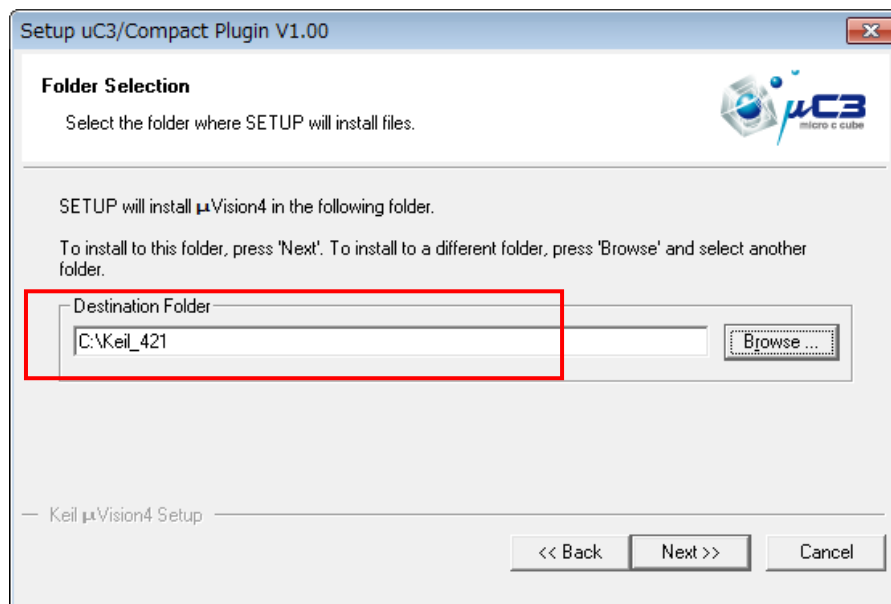 Setup uC3/Compact Plugin V1.00
Folder Selection
Select the folder where SETUP will install files.
μC3
micro c cube
SETUP will install μVision4 in the following folder.
To install to this folder, press 'Next'. To install to a different folder, press 'Browse' and select another
folder.
Destination Folder
C:\Keil_421
Browse ...
Keil μVision4 Setup
<< Back
Next >>
Cancel